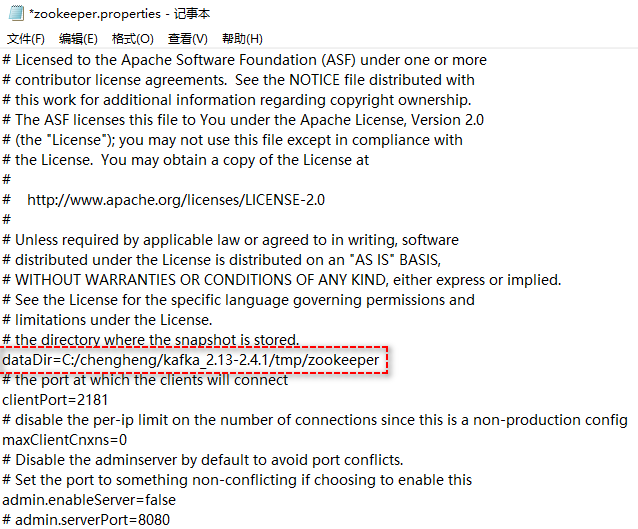 *zookeeper.properties - 记事本
文件(F) 编辑(E) 格式(O) 查看(V) 帮助(H)
# Licensed to the Apache Software Foundation (ASF) under one or more
# contributor license agreements.  See the NOTICE file distributed with
# this work for additional information regarding copyright ownership.
# The ASF licenses this file to You under the Apache License, Version 2.0
# (the "License"); you may not use this file except in compliance with
# the License.  You may obtain a copy of the License at
#
#    http://www.apache.org/licenses/LICENSE-2.0
#
# Unless required by applicable law or agreed to in writing, software
# distributed under the License is distributed on an "AS IS" BASIS,
# WITHOUT WARRANTIES OR CONDITIONS OF ANY KIND, either express or implied.
# See the License for the specific language governing permissions and
# limitations under the License.
# the directory where the snapshot is stored.
dataDir=C:/chengheng/kafka_2.13-2.4.1/tmp/zookeeper
# the port at which the clients will connect
clientPort=2181
# disable the per-ip limit on the number of connections since this is a non-production config
maxClientCnxns=0
# Disable the adminserver by default to avoid port conflicts.
# Set the port to something non-conflicting if choosing to enable this
admin.enableServer=false
# admin.serverPort=8080